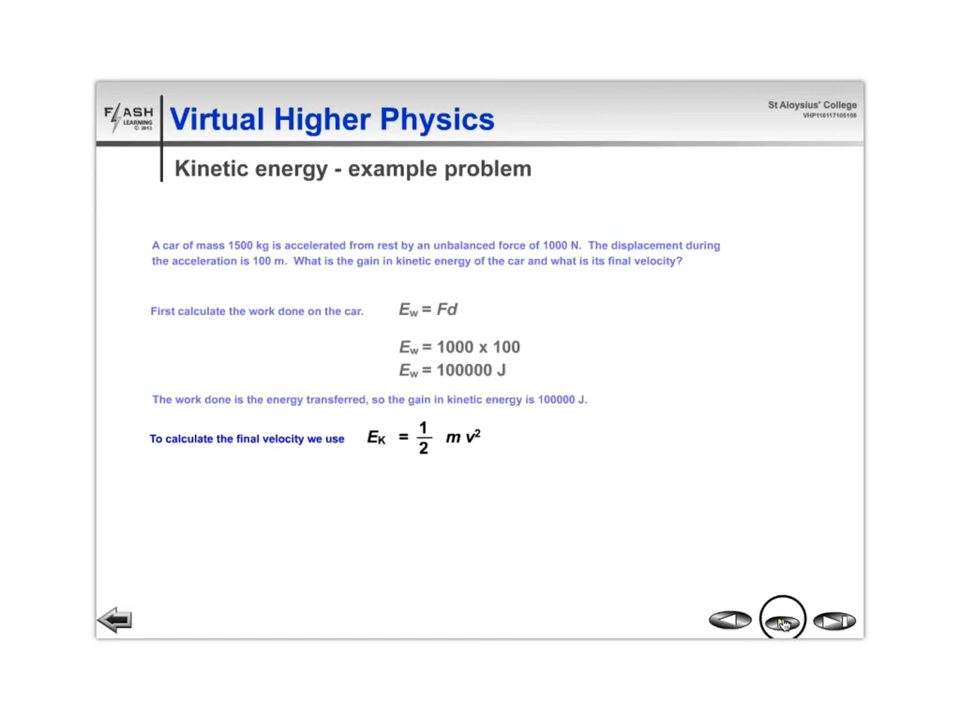 FLASH
LEARNING
© 2013
Virtual Higher Physics
St Aloysius' College
VHP110117105108
Kinetic energy - example problem
A car of mass 1500 kg is accelerated from rest by an unbalanced force of 1000 N. The displacement during
the acceleration is 100 m. What is the gain in kinetic energy of the car and what is its final velocity?
First calculate the work done on the car. Ew = Fd
Ew = 1000 x 100
Ew = 100000 J
The work done is the energy transferred, so the gain in kinetic energy is 100000 J.
To calculate the final velocity we use EK = 1/2 m v²